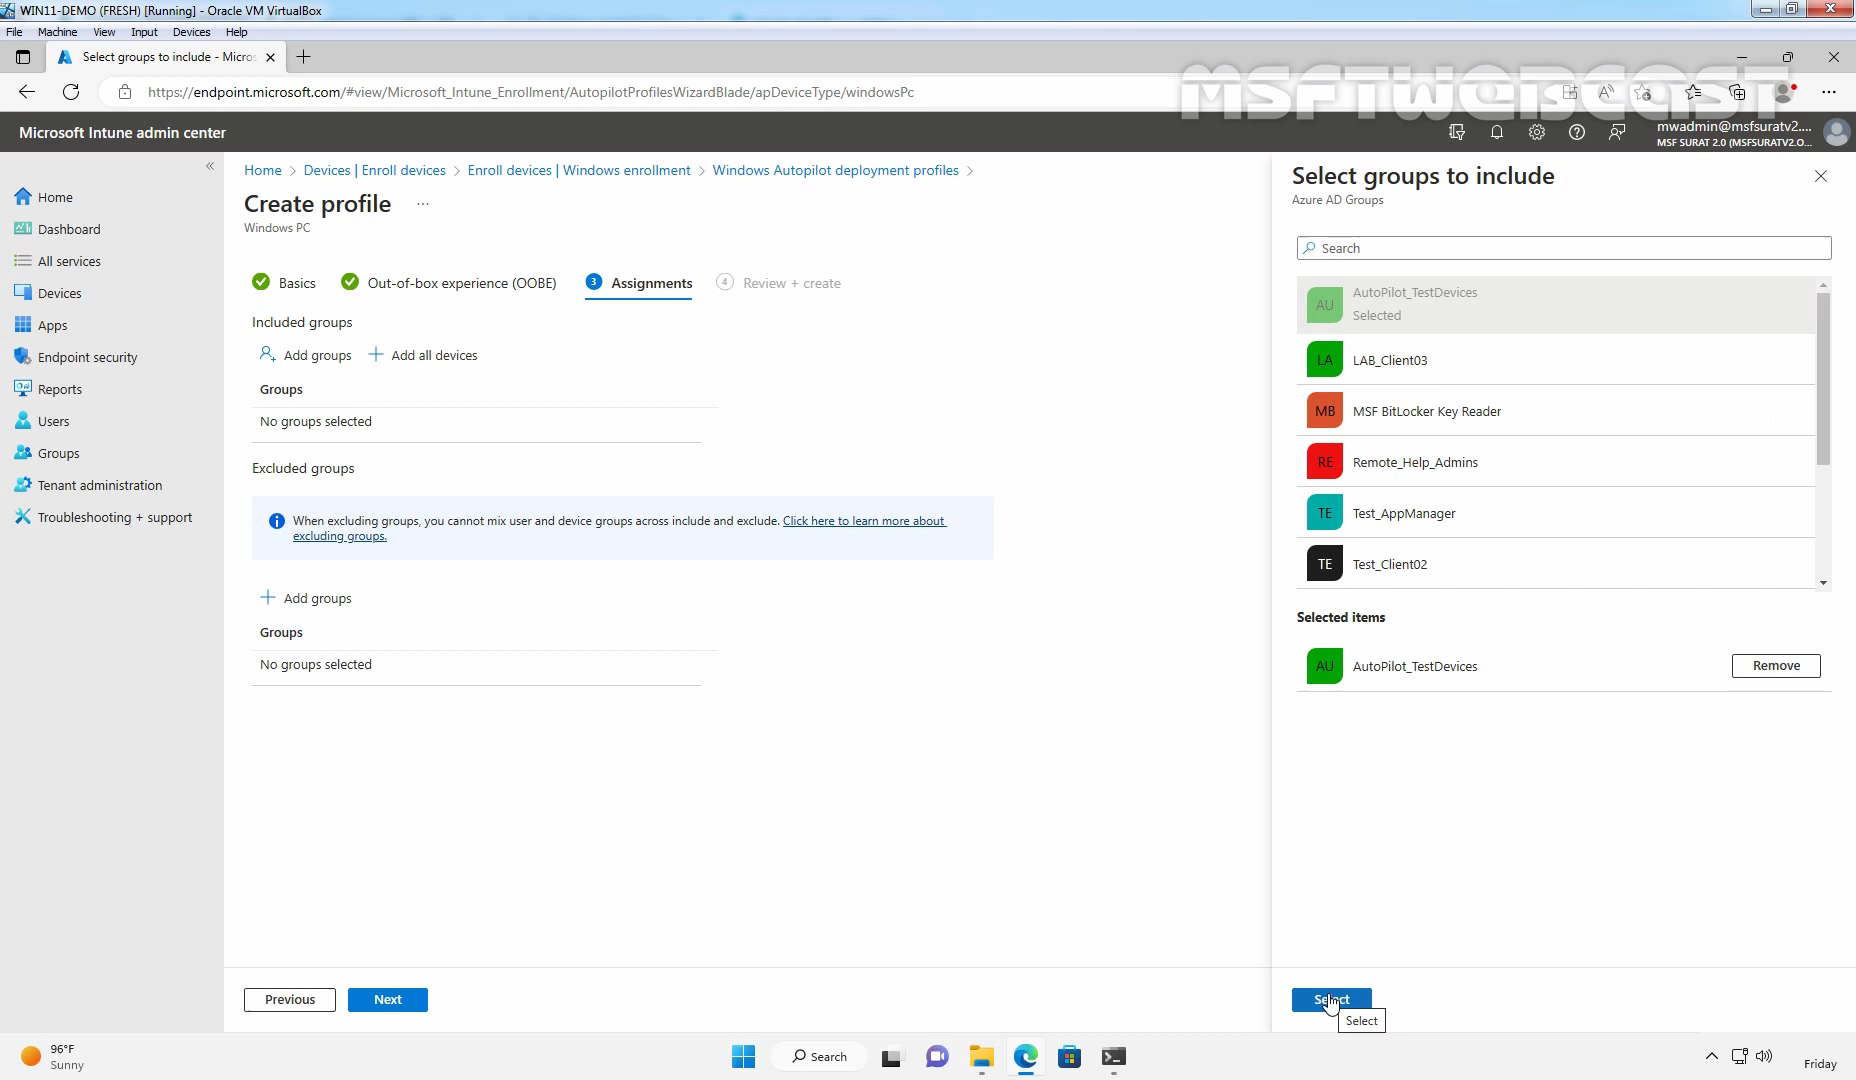 WIN11-DEMO (FRESH) [Running] - Oracle VM VirtualBox
File Machine View Input Devices Help
Select groups to include - Micros
https://endpoint.microsoft.com/#view/Microsoft_Intune_Enrollment/AutopilotProfilesWizardBlade/apDeviceType/windowsPc
MSFTWEBCAST
Microsoft Intune admin center
mwadmin@msfsuratv2....
MSF SURAT 2.0 (MSFSURATV2.O...
Home
Dashboard
All services
Devices
Apps
Endpoint security
Reports
Users
Groups
Tenant administration
Troubleshooting + support
Home > Devices | Enroll devices > Enroll devices | Windows enrollment > Windows Autopilot deployment profiles >
Create profile ...
Windows PC
Basics
Out-of-box experience (OOBE)
3 Assignments
4 Review + create
Included groups
Add groups
Add all devices
Groups
No groups selected
Excluded groups
When excluding groups, you cannot mix user and device groups across include and exclude. Click here to learn more about
excluding groups.
Add groups
Groups
No groups selected
Previous
Next
Select groups to include
Azure AD Groups
Search
AU AutoPilot_TestDevices
Selected
LA LAB_Client03
MB MSF BitLocker Key Reader
RE Remote_Help_Admins
TE Test_AppManager
TE Test_Client02
Selected items
AU AutoPilot_TestDevices
Remove
Select
Select
96°F
Sunny
Search
Friday